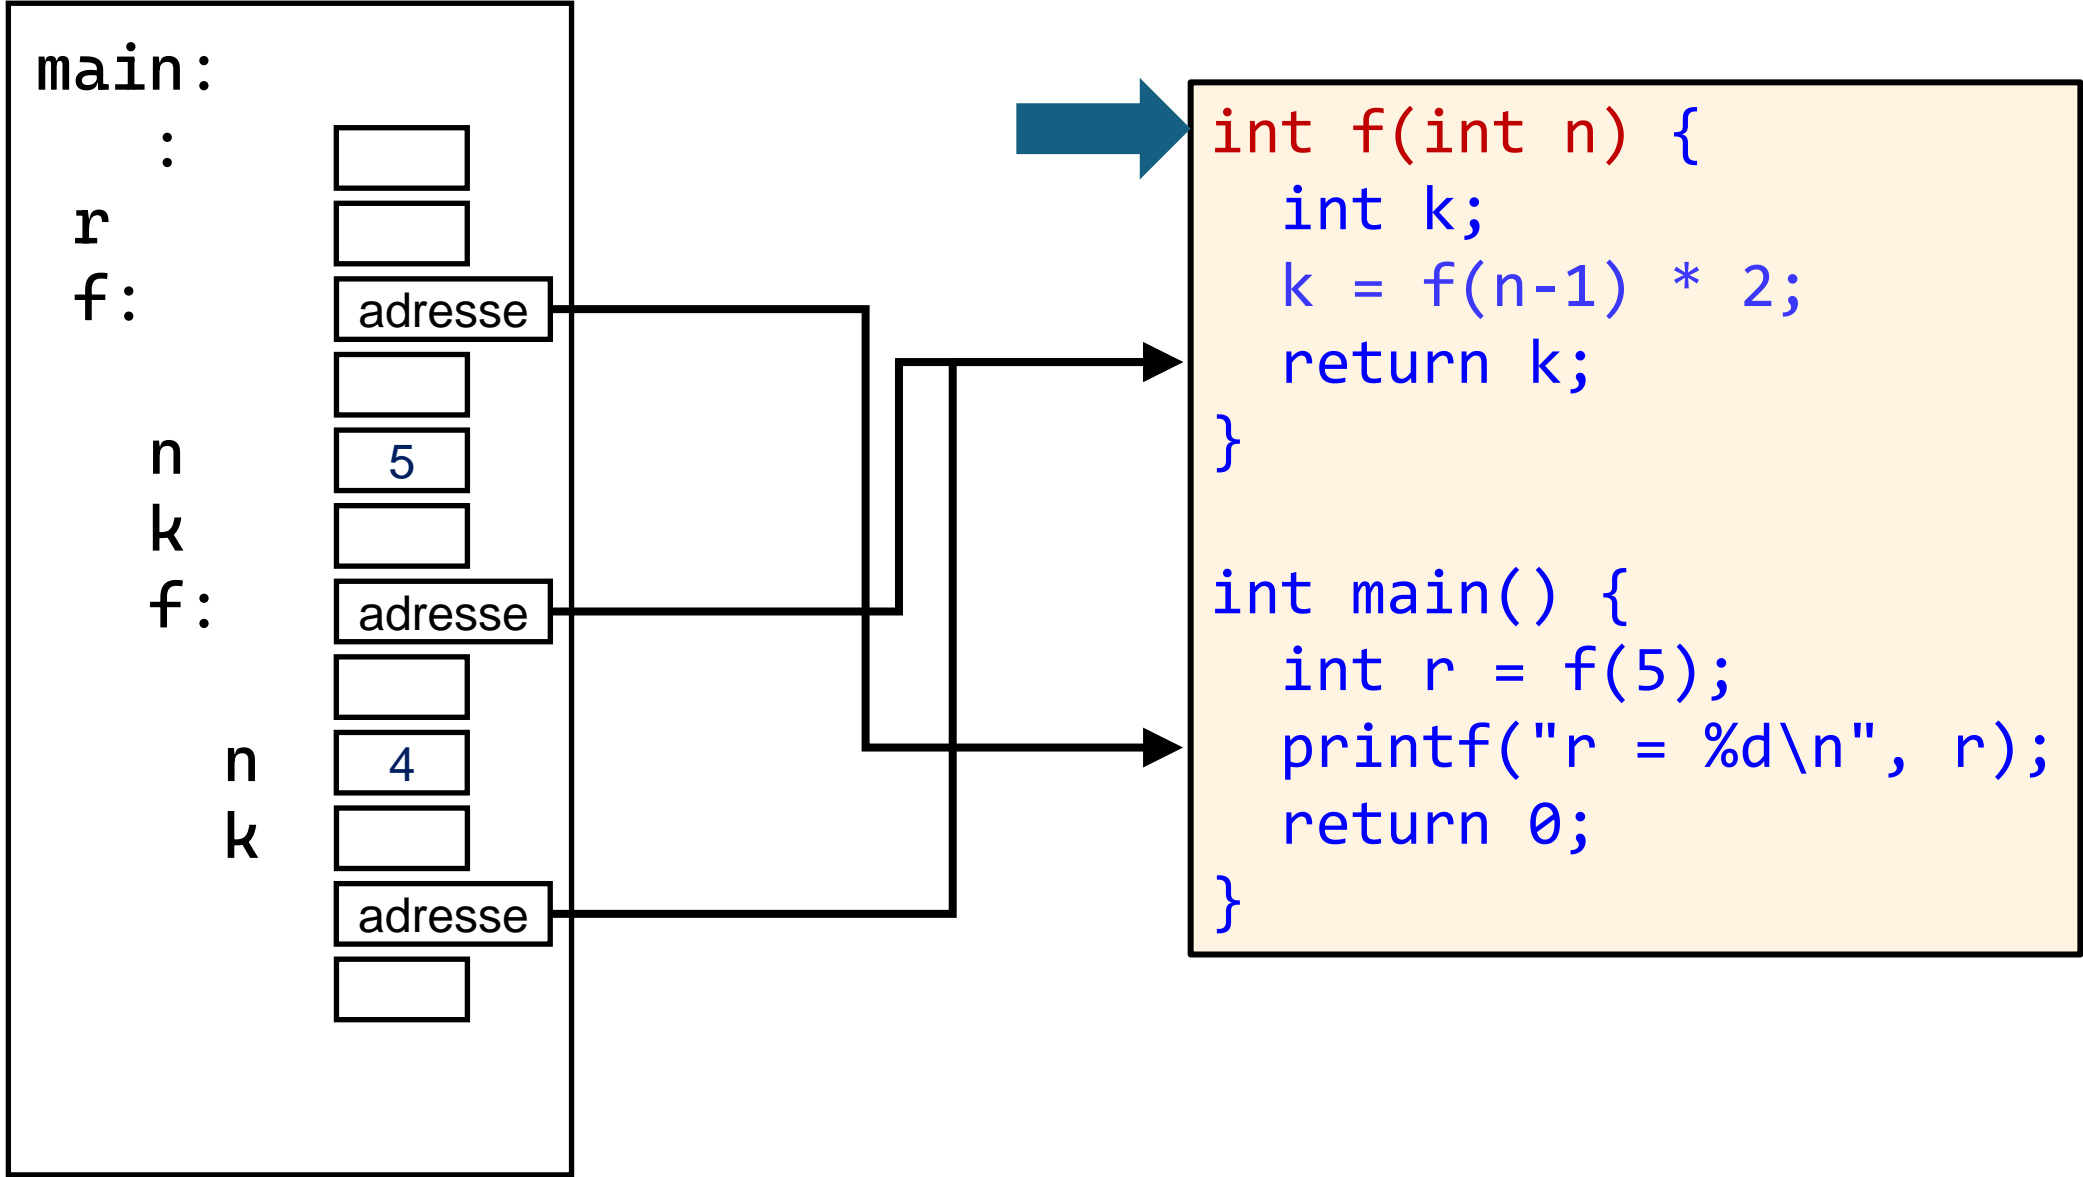 main:
:
r
f: adresse
n 5
k
f: adresse
n 4
k
adresse
int f(int n) {
int k;
k = f(n-1) * 2;
return k;
}
int main() {
int r = f(5);
printf("r = %d\n", r);
return 0;
}